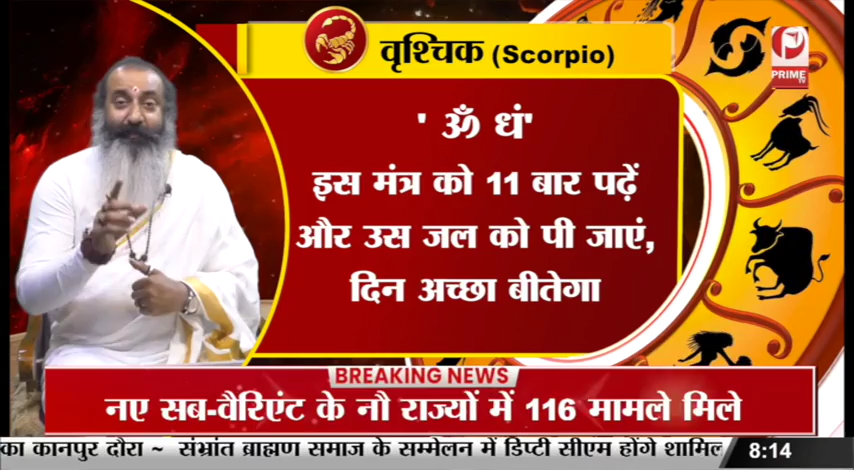 वृश्चिक (Scorpio)
PRIME
TV
' ॐ धं'
इस मंत्र को 11 बार पढ़ें
और उस जल को पी जाएं,
दिन अच्छा बीतेगा
BREAKING NEWS
नए सब-वैरिएंट के नौ राज्यों में 116 मामले मिले
का कानपुर दौरा ~ संभ्रांत ब्राह्मण समाज के सम्मेलन में डिप्टी सीएम होंगे शामिल
8:14